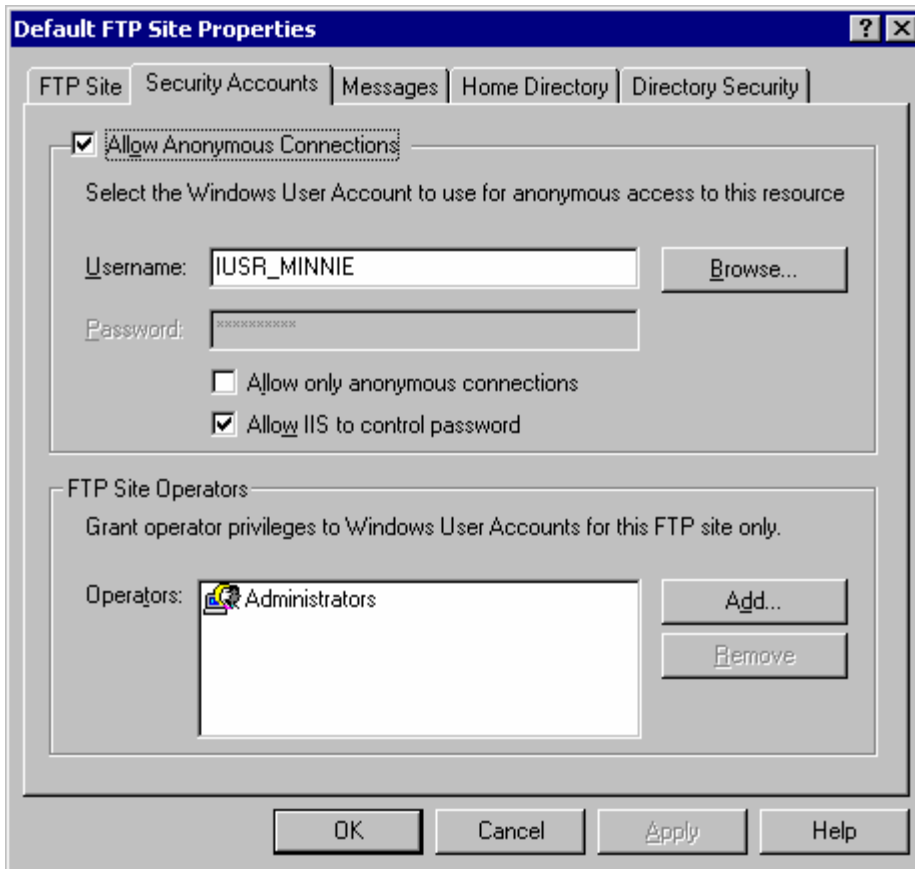 Default FTP Site Properties
FTP Site Security Accounts Messages Home Directory Directory Security
Allow Anonymous Connections
Select the Windows User Account to use for anonymous access to this resource
Username: IUSR_MINNIE Browse...
Password: **********
Allow only anonymous connections
Allow IIS to control password
FTP Site Operators
Grant operator privileges to Windows User Accounts for this FTP site only.
Operators: Administrators Add...
Remove
OK Cancel Apply Help